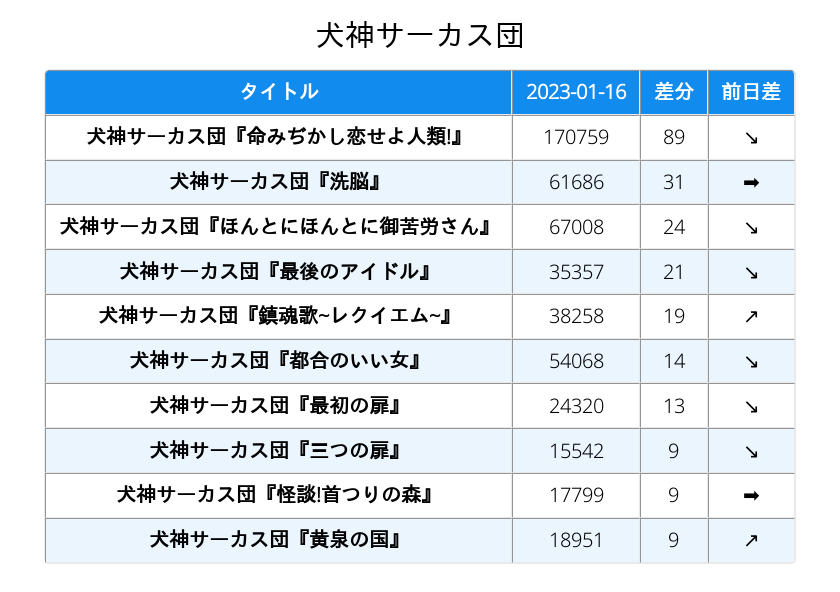 犬神サーカス団
タイトル 2023-01-16 差分 前日差
犬神サーカス団『命みぢかし恋せよ人類!』 170759 89 ↘
犬神サーカス団『洗脳』 61686 31 ➡
犬神サーカス団『ほんとにほんとに御苦労さん』 67008 24 ↘
犬神サーカス団『最後のアイドル』 35357 21 ↘
犬神サーカス団『鎮魂歌~レクイエム~』 38258 19 ↗
犬神サーカス団『都合のいい女』 54068 14 ↘
犬神サーカス団『最初の扉』 24320 13 ↘
犬神サーカス団『三つの扉』 15542 9 ↘
犬神サーカス団『怪談!首つりの森』 17799 9 ➡
犬神サーカス団『黄泉の国』 18951 9 ↗